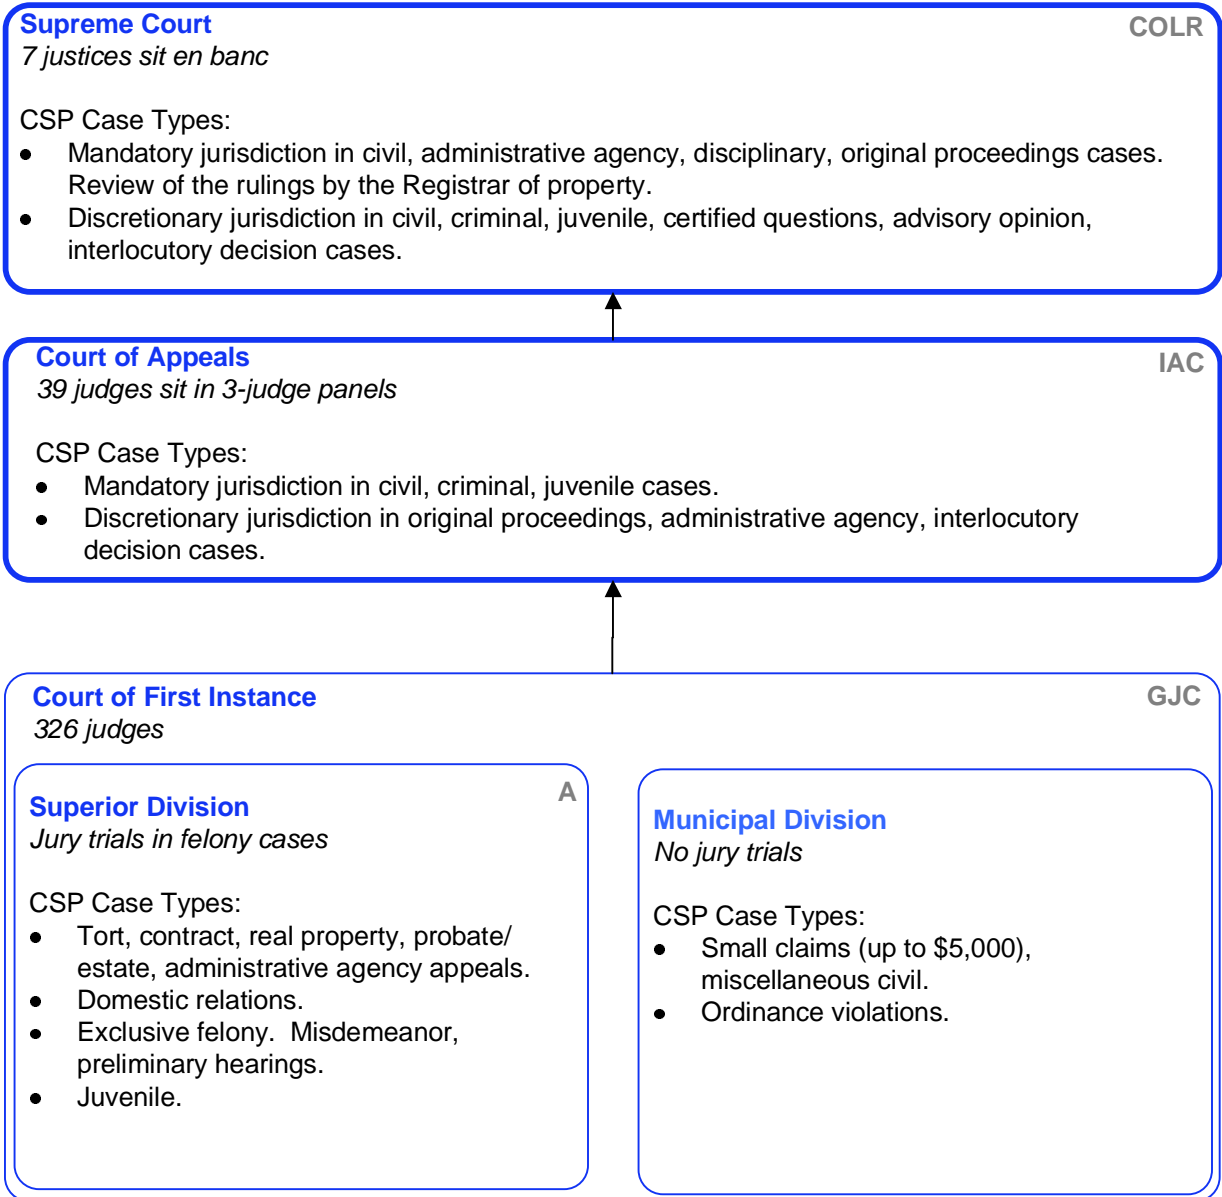 Supreme Court
COLR
7 justices sit en banc
CSP Case Types:
• Mandatory jurisdiction in civil, administrative agency, disciplinary, original proceedings cases.
Review of the rulings by the Registrar of property.
• Discretionary jurisdiction in civil, criminal, juvenile, certified questions, advisory opinion,
interlocutory decision cases.
Court of Appeals
IAC
39 judges sit in 3-judge panels
CSP Case Types:
• Mandatory jurisdiction in civil, criminal, juvenile cases.
• Discretionary jurisdiction in original proceedings, administrative agency, interlocutory
decision cases.
Court of First Instance
GJC
326 judges
Superior Division
A
Jury trials in felony cases
CSP Case Types:
• Tort, contract, real property, probate/
estate, administrative agency appeals.
• Domestic relations.
• Exclusive felony. Misdemeanor,
preliminary hearings.
• Juvenile.
Municipal Division
No jury trials
CSP Case Types:
• Small claims (up to $5,000),
miscellaneous civil.
• Ordinance violations.